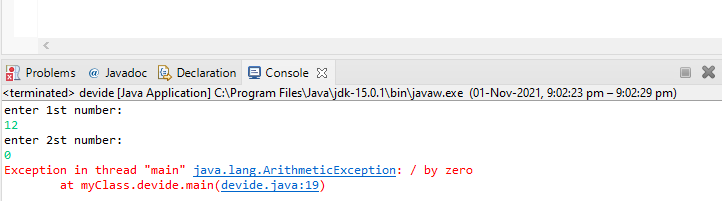 Problems @ Javadoc Declaration Console
<terminated> devide [Java Application] C:\Program Files\Java\jdk-15.0.1\bin\javaw.exe (01-Nov-2021, 9:02:23 pm – 9:02:29 pm)
enter 1st number:
12
enter 2st number:
0
Exception in thread "main" java.lang.ArithmeticException: / by zero
at myClass.devide.main(devide.java:19)